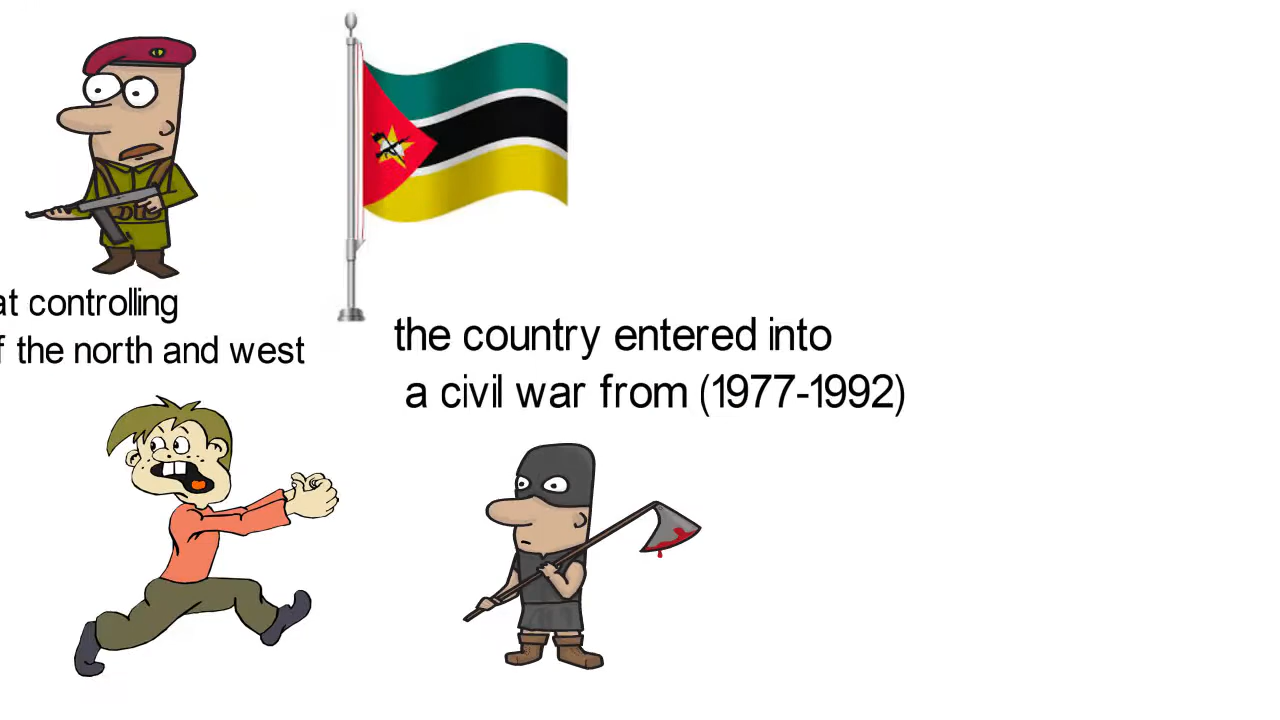 at controlling
f the north and west
the country entered into
a civil war from (1977-1992)